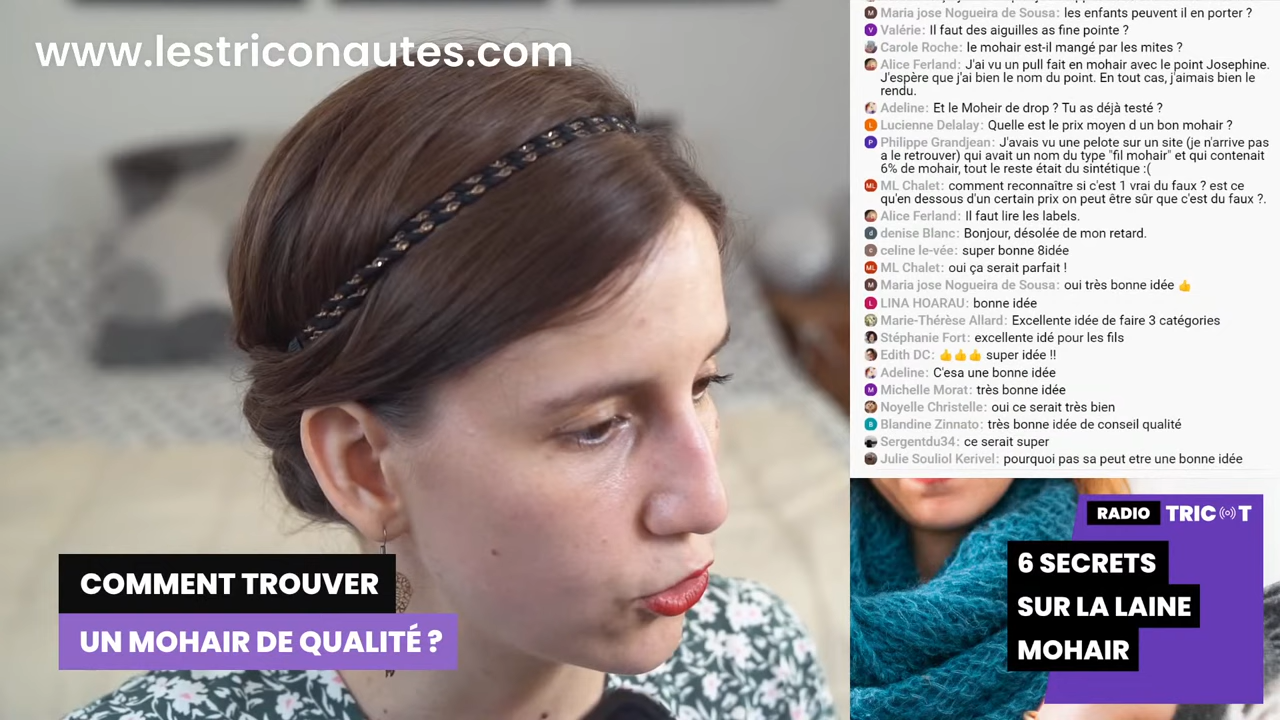 www.lestriconautes.com
COMMENT TROUVER
UN MOHAIR DE QUALITÉ ?
Maria jose Nogueira de Sousa: les enfants peuvent il en porter ?
Valérie: Il faut des aiguilles as fine pointe ?
Carole Roche: le mohair est-il mangé par les mites ?
Alice Ferland: J'ai vu un pull fait en mohair avec le point Josephine.
J'espère que j'ai bien le nom du point. En tout cas, j'aimais bien le
rendu.
Adeline: Et le Moheir de drop ? Tu as déjà testé ?
Lucienne Delalay: Quelle est le prix moyen d un bon mohair ?
Philippe Grandjean: J'avais vu une pelote sur un site (je n'arrive pas
a le retrouver) qui avait un nom du type "fil mohair" et qui contenait
6% de mohair, tout le reste était du sintétique :(
ML Chalet: comment reconnaître si c'est 1 vrai du faux ? est ce
qu'en dessous d'un certain prix on peut être sûr que c'est du faux ?.
Alice Ferland: Il faut lire les labels.
denise Blanc: Bonjour, désolée de mon retard.
celine le-vée: super bonne 8idée
ML Chalet: oui ça serait parfait !
Maria jose Nogueira de Sousa: oui très bonne idée 👍
LINA HOARAU: bonne idée
Marie-Thérèse Allard: Excellente idée de faire 3 catégories
Stéphanie Fort: excellente idé pour les fils
Edith DC: 👍👍👍 super idée !!
Adeline: C'esa une bonne idée
Michelle Morat: très bonne idée
Noyelle Christelle: oui ce serait très bien
Blandine Zinnato: très bonne idée de conseil qualité
Sergentdu34: ce serait super
Julie Souliol Kerivel: pourquoi pas sa peut etre une bonne idée
RADIO TRICOT
6 SECRETS
SUR LA LAINE
MOHAIR